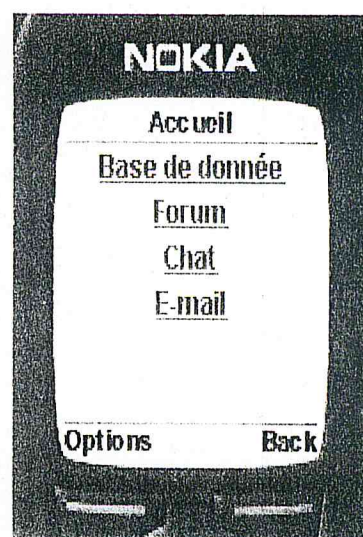 NOKIA
Accueil
Base de donnée
Forum
Chat
E-mail
Options Back